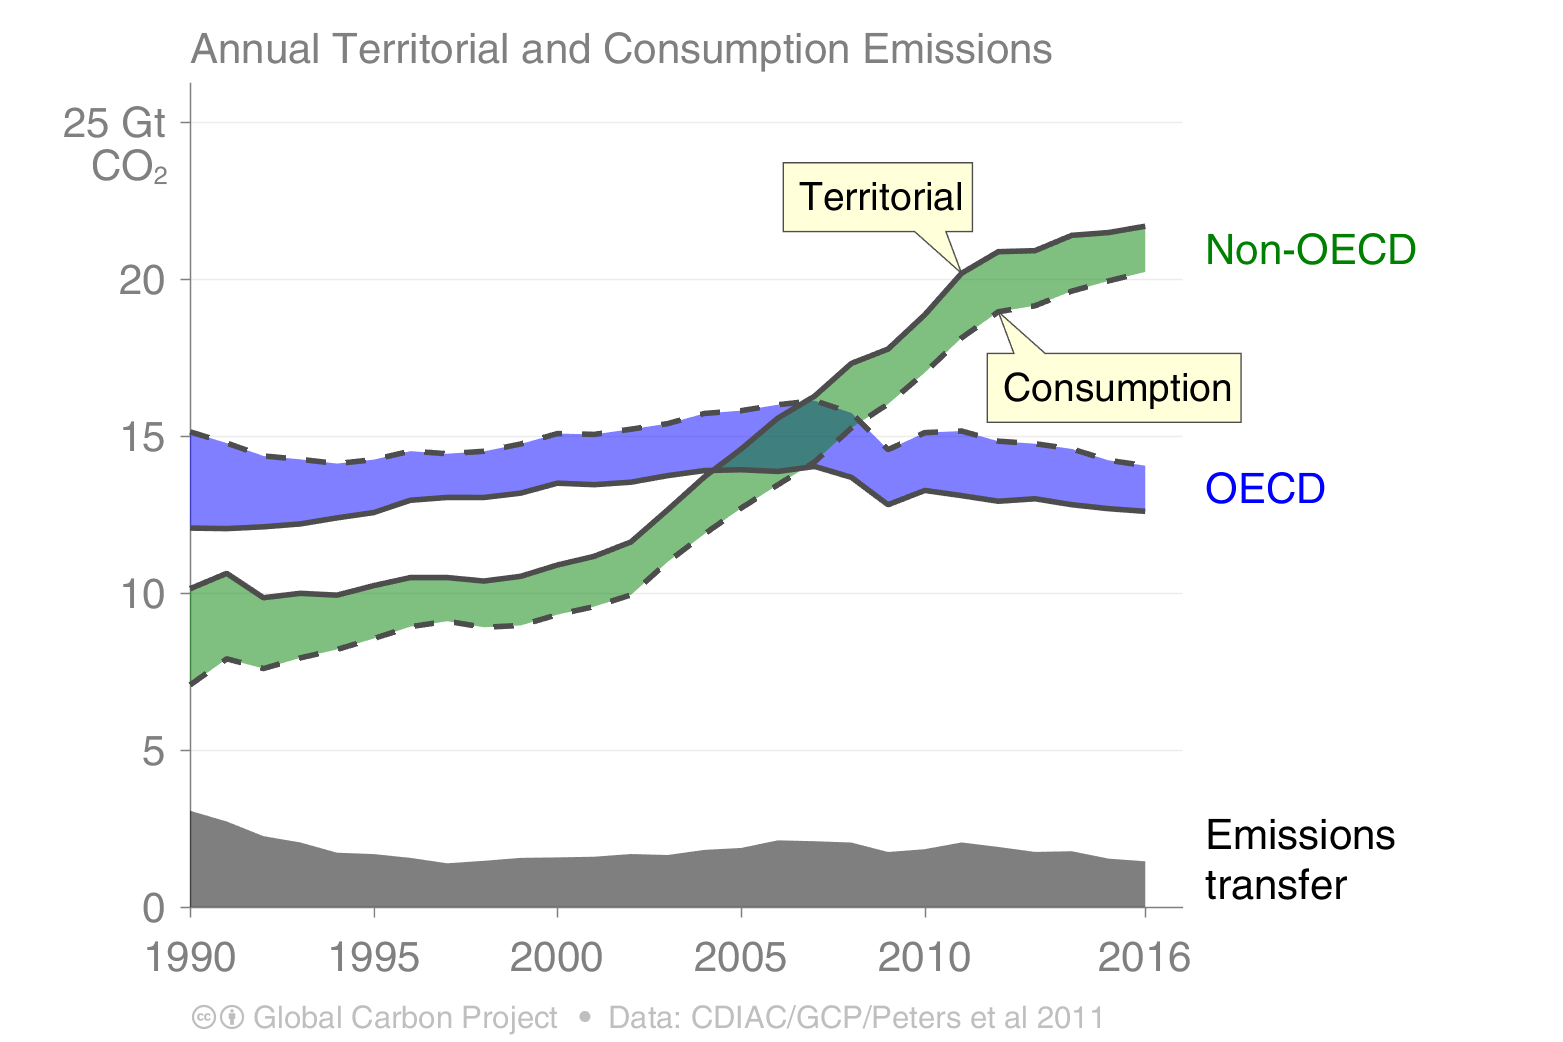 Annual Territorial and Consumption Emissions
25 Gt
CO₂
20
15
10
5
0
Territorial
Consumption
Non-OECD
OECD
Emissions
transfer
1990 1995 2000 2005 2010 2016
cc Global Carbon Project • Data: CDIAC/GCP/Peters et al 2011